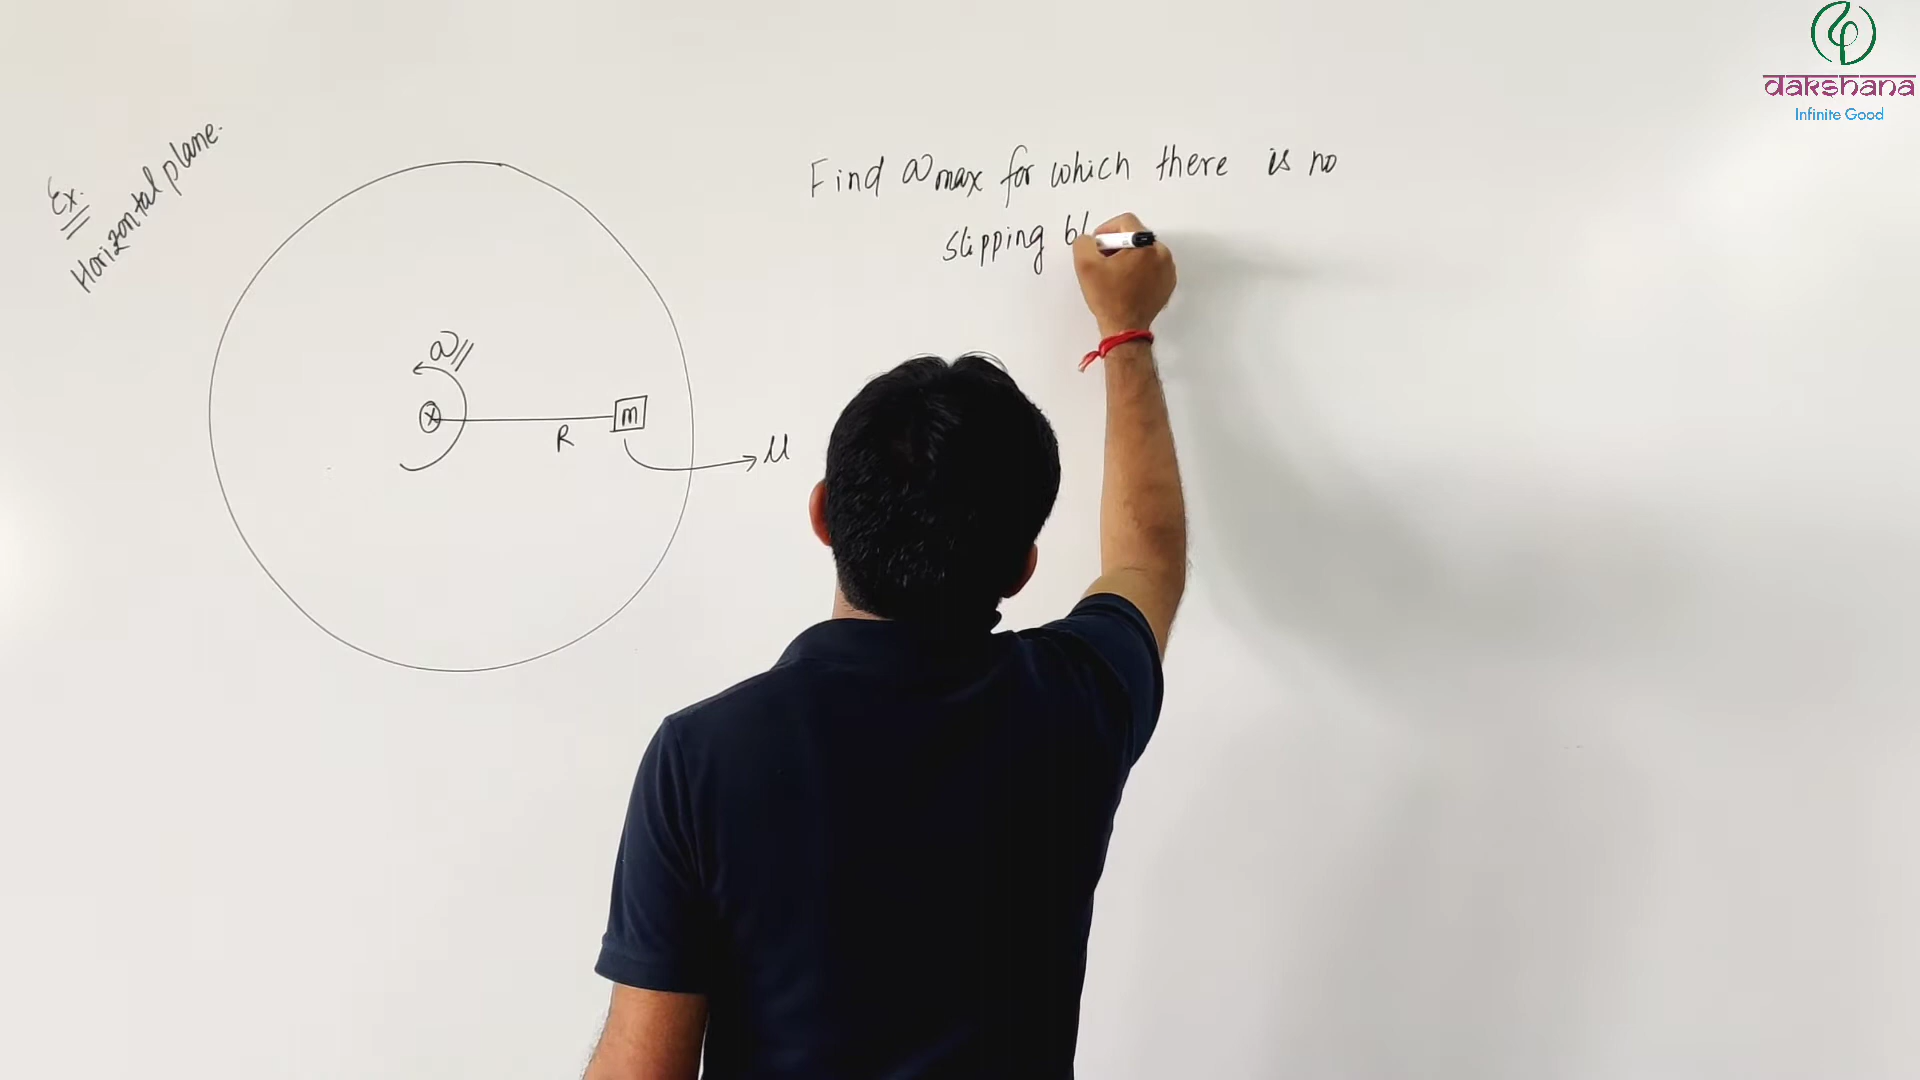 Ex.
Horizontal plane.
Find ωmax for which there is no
slipping
ω
R
m
μ
dakshana
Infinite Good